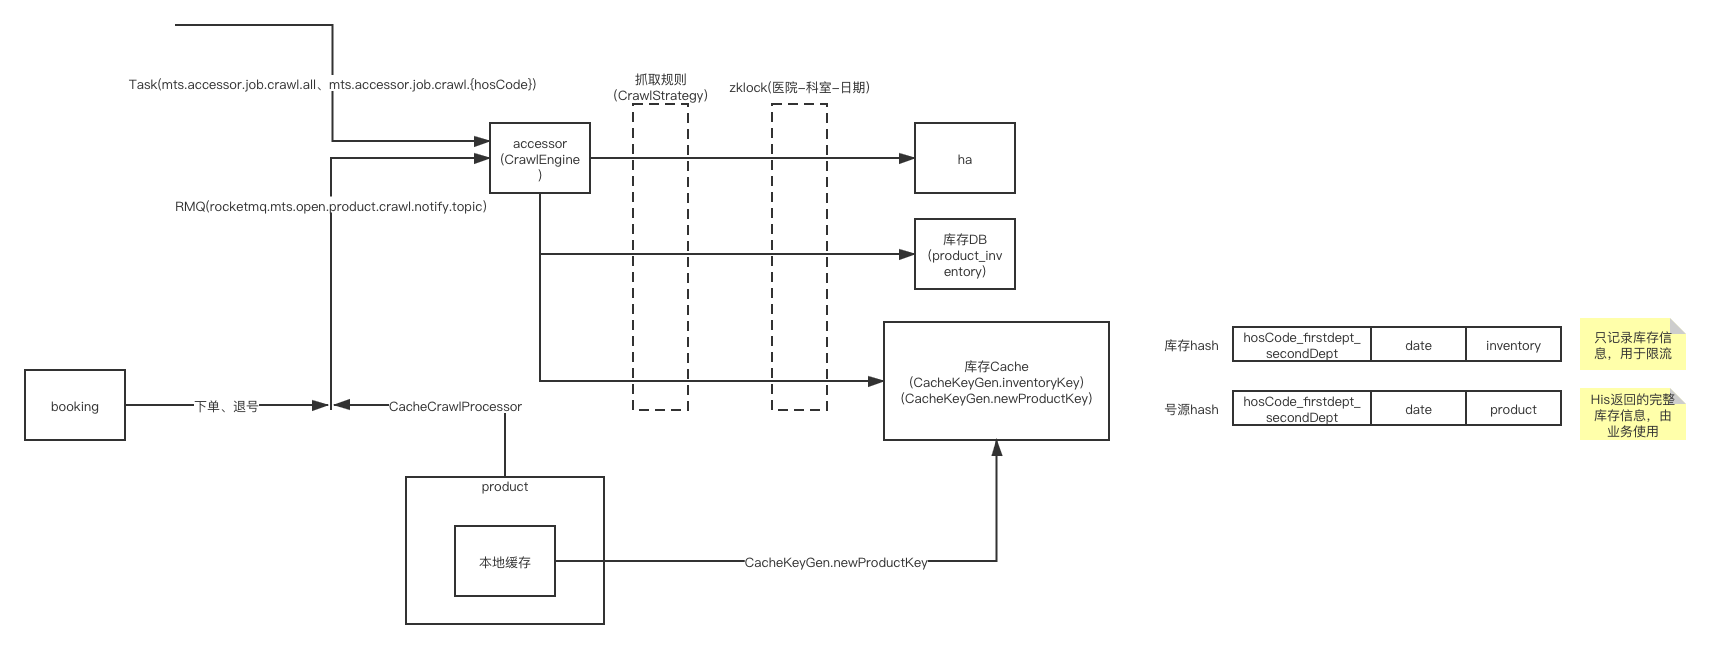 Task(mts.accessor.job.crawl.all、mts.accessor.job.crawl.{hosCode})
抓取规则
(CrawlStrategy)
zklock(医院-科室-日期)
accessor
(CrawlEngine
)
ha
RMQ(rocketmq.mts.open.product.crawl.notify.topic)
库存DB
(product_inv
entory)
库存Cache
(CacheKeyGen.inventoryKey)
(CacheKeyGen.newProductKey)
库存hash
hosCode_firstdept_
secondDept
date
inventory
只记录库存信
息，用于限流
号源hash
hosCode_firstdept_
secondDept
date
product
His返回的完整
库存信息，由
业务使用
booking
下单、退号
CacheCrawlProcessor
product
本地缓存
CacheKeyGen.newProductKey